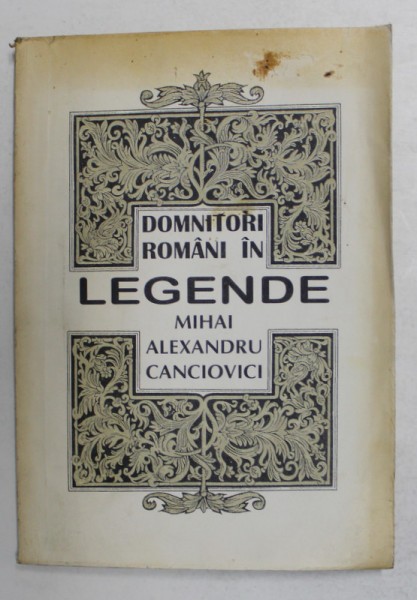 DOMNITORI
ROMÂNI ÎN
LEGENDE
MIHAI
ALEXANDRU
CANCIOVICI